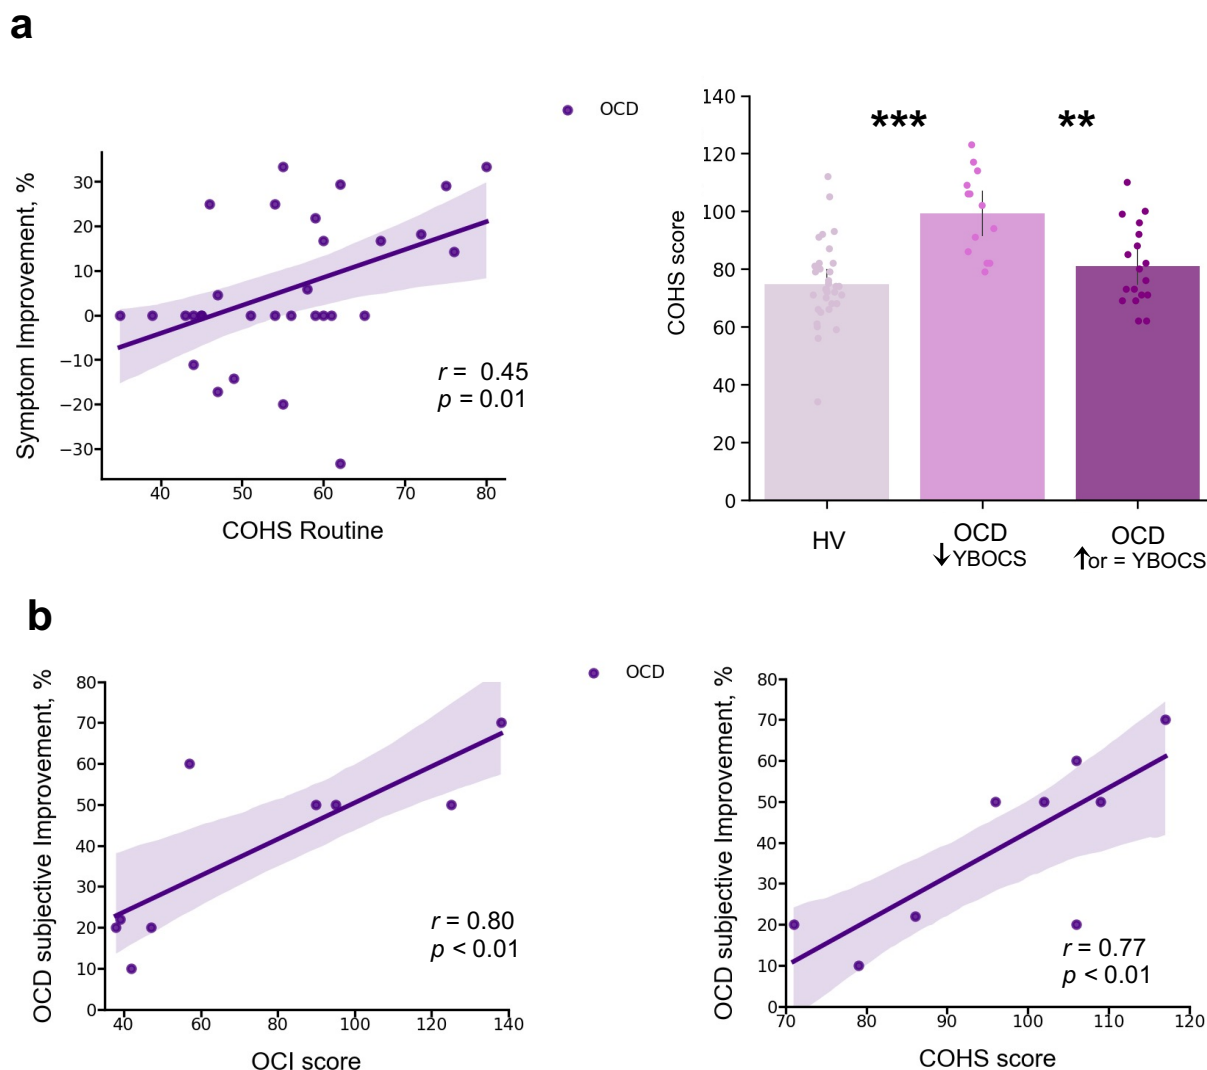 a
OCD
Symptom Improvement, %
30
20
10
0
−10
−20
−30
r = 0.45
p = 0.01
40 50 60 70 80
COHS Routine
COHS score
140
120
100
80
60
40
20
0
*** **
HV
OCD
↓YBOCS
OCD
↑or = YBOCS
b
OCD
OCD subjective Improvement, %
80
70
60
50
40
30
20
10
0
r = 0.80
p < 0.01
40 60 80 100 120 140
OCI score
OCD subjective Improvement, %
80
70
60
50
40
30
20
10
0
r = 0.77
p < 0.01
70 80 90 100 110 120
COHS score